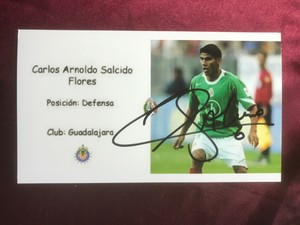 Carlos Arnoldo Salcido
Flores
Posición: Defensa
Club: Guadalajara